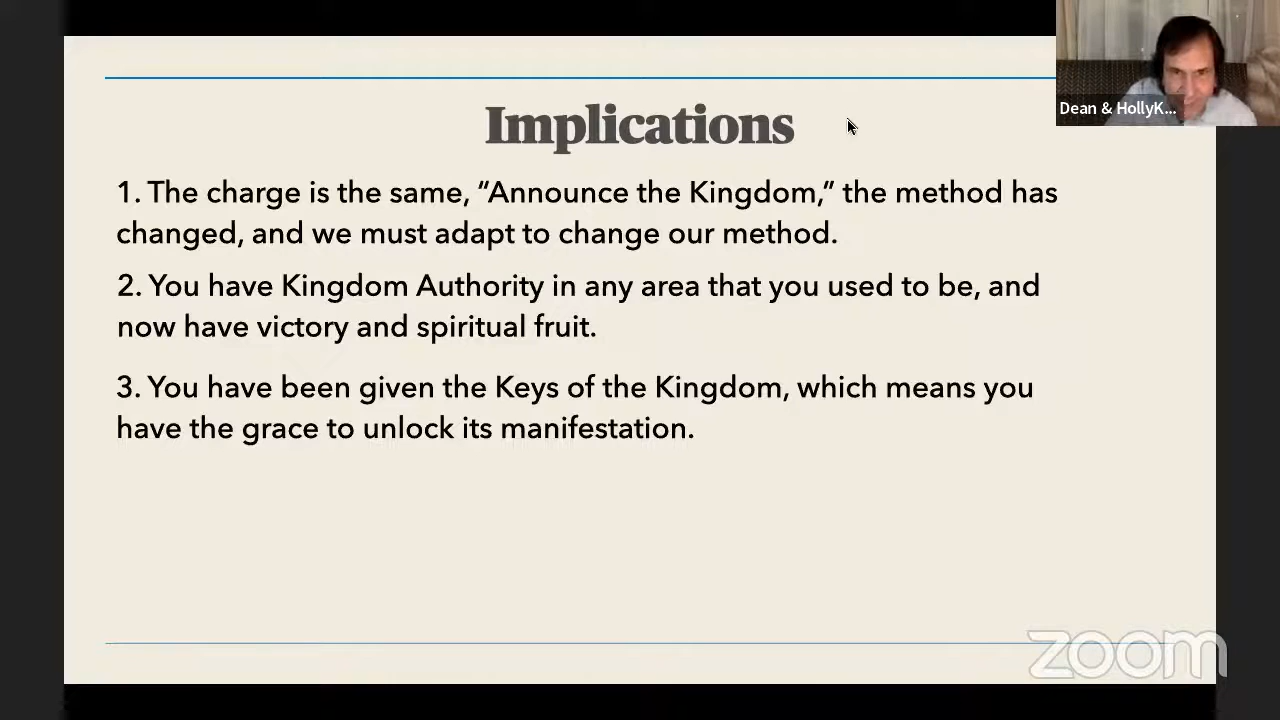 Implications
Dean & HollyK...
1. The charge is the same, “Announce the Kingdom,” the method has
changed, and we must adapt to change our method.
2. You have Kingdom Authority in any area that you used to be, and
now have victory and spiritual fruit.
3. You have been given the Keys of the Kingdom, which means you
have the grace to unlock its manifestation.
zoom